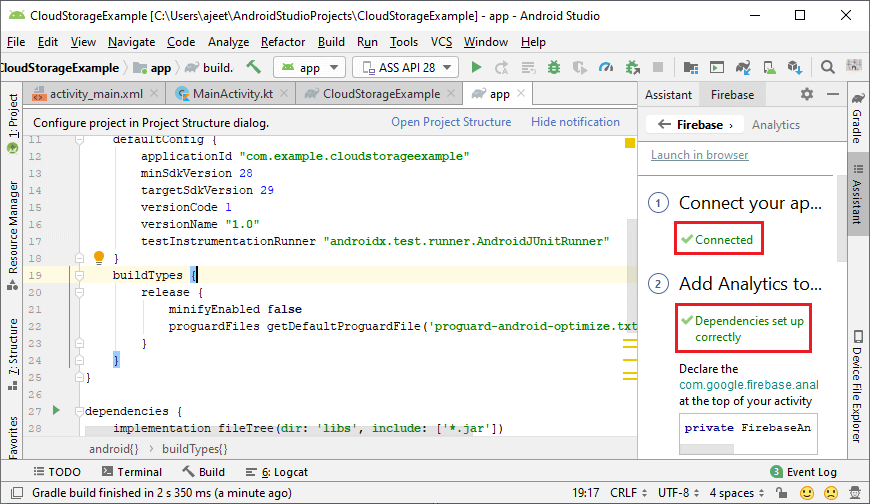 CloudStorageExample [C:\Users\ajeet\AndroidStudioProjects\CloudStorageExample] - app - Android Studio
File Edit View Navigate Code Analyze Refactor Build Run Tools VCS Window Help
CloudStorageExample app build. app ASS API 28
activity_main.xml MainActivity.kt CloudStorageExample app
Configure project in Project Structure dialog. Open Project Structure Hide notification
11 defaultConfig {
12 applicationId "com.example.cloudstorageexample"
13 minSdkVersion 28
14 targetSdkVersion 29
15 versionCode 1
16 versionName "1.0"
17 testInstrumentationRunner "androidx.test.runner.AndroidJUnitRunner"
18 }
19 buildTypes {
20 release {
21 minifyEnabled false
22 proguardFiles getDefaultProguardFile('proguard-android-optimize.txt
23 }
24 }
25 }
26
27 dependencies {
28 implementation fileTree(dir: 'libs', include: ['*.jar'])
android{} buildTypes{}
Assistant Firebase
Firebase Analytics
Launch in browser
1 Connect your ap...
Connected
2 Add Analytics to...
Dependencies set up
correctly
Declare the
com.google.firebase.anal
at the top of your activity
private FirebaseAn
1: Project
Resource Manager
7: Structure
Favorites
Gradle
Assistant
Device File Explorer
TODO Terminal Build 6: Logcat 3 Event Log
Gradle build finished in 2 s 350 ms (a minute ago) 19:17 CRLF UTF-8 4 spaces